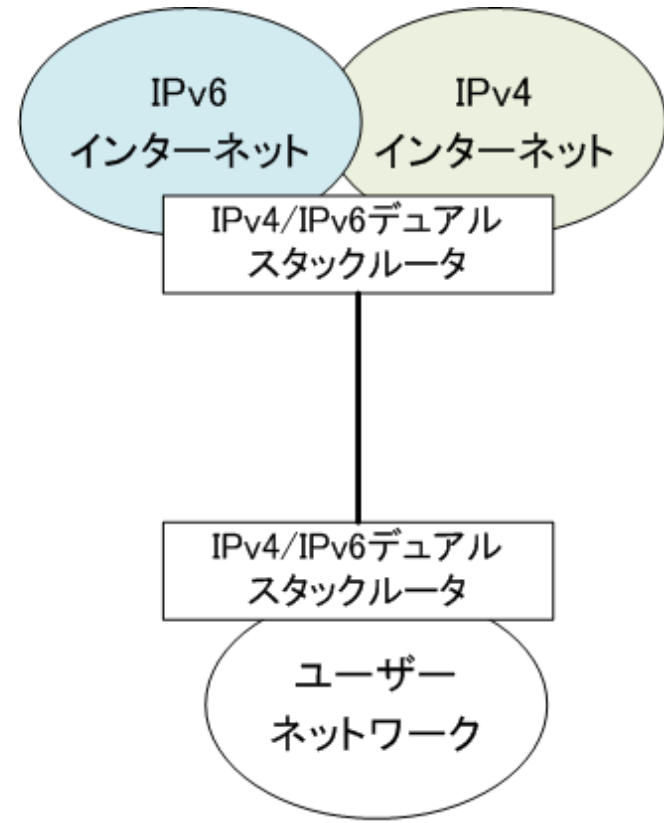 IPv6
インターネット
IPv4
インターネット
IPv4/IPv6デュアル
スタックルータ
IPv4/IPv6デュアル
スタックルータ
ユーザー
ネットワーク